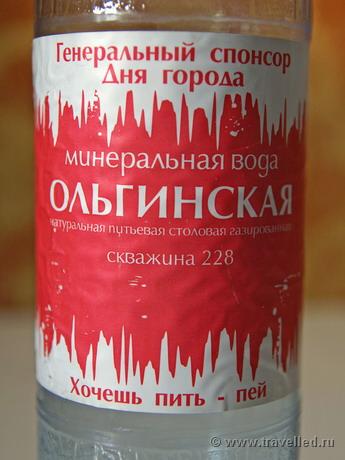 Генеральный спонсор
Дня города
минеральная вода
ОЛЬГИНСКАЯ
натуральная питьевая столовая газированная
скважина 228
Хочешь пить - пей
© www.travelled.ru